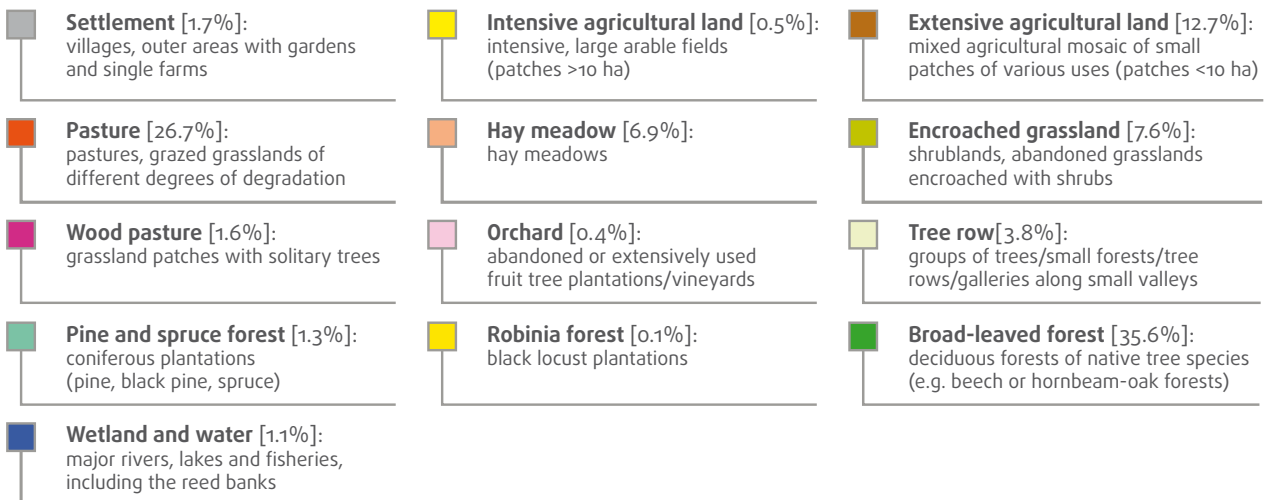 Settlement [1.7%]:
villages, outer areas with gardens
and single farms
Intensive agricultural land [0.5%]:
intensive, large arable fields
(patches >10 ha)
Extensive agricultural land [12.7%]:
mixed agricultural mosaic of small
patches of various uses (patches <10 ha)
Pasture [26.7%]:
pastures, grazed grasslands of
different degrees of degradation
Hay meadow [6.9%]:
hay meadows
Encroached grassland [7.6%]:
shrublands, abandoned grasslands
encroached with shrubs
Wood pasture [1.6%]:
grassland patches with solitary trees
Orchard [0.4%]:
abandoned or extensively used
fruit tree plantations/vineyards
Tree row[3.8%]:
groups of trees/small forests/tree
rows/galleries along small valleys
Pine and spruce forest [1.3%]:
coniferous plantations
(pine, black pine, spruce)
Robinia forest [0.1%]:
black locust plantations
Broad-leaved forest [35.6%]:
deciduous forests of native tree species
(e.g. beech or hornbeam-oak forests)
Wetland and water [1.1%]:
major rivers, lakes and fisheries,
including the reed banks